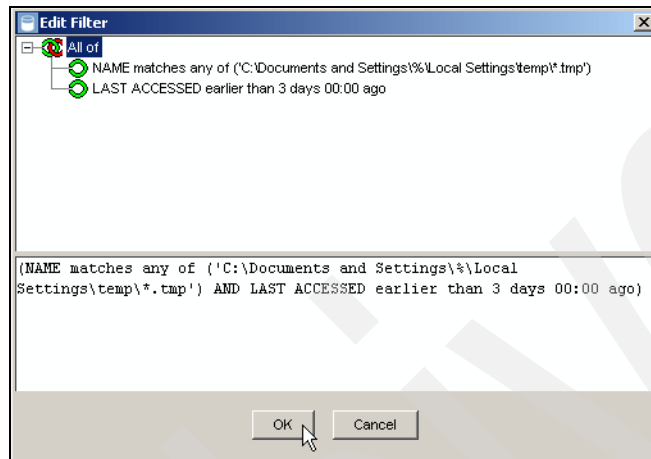 Edit Filter
All of
NAME matches any of ('C:\Documents and Settings\%\Local Settings\temp\*.tmp')
LAST ACCESSED earlier than 3 days 00:00 ago
(NAME matches any of ('C:\Documents and Settings\%\Local
Settings\temp\*.tmp') AND LAST ACCESSED earlier than 3 days 00:00 ago)
OK
Cancel